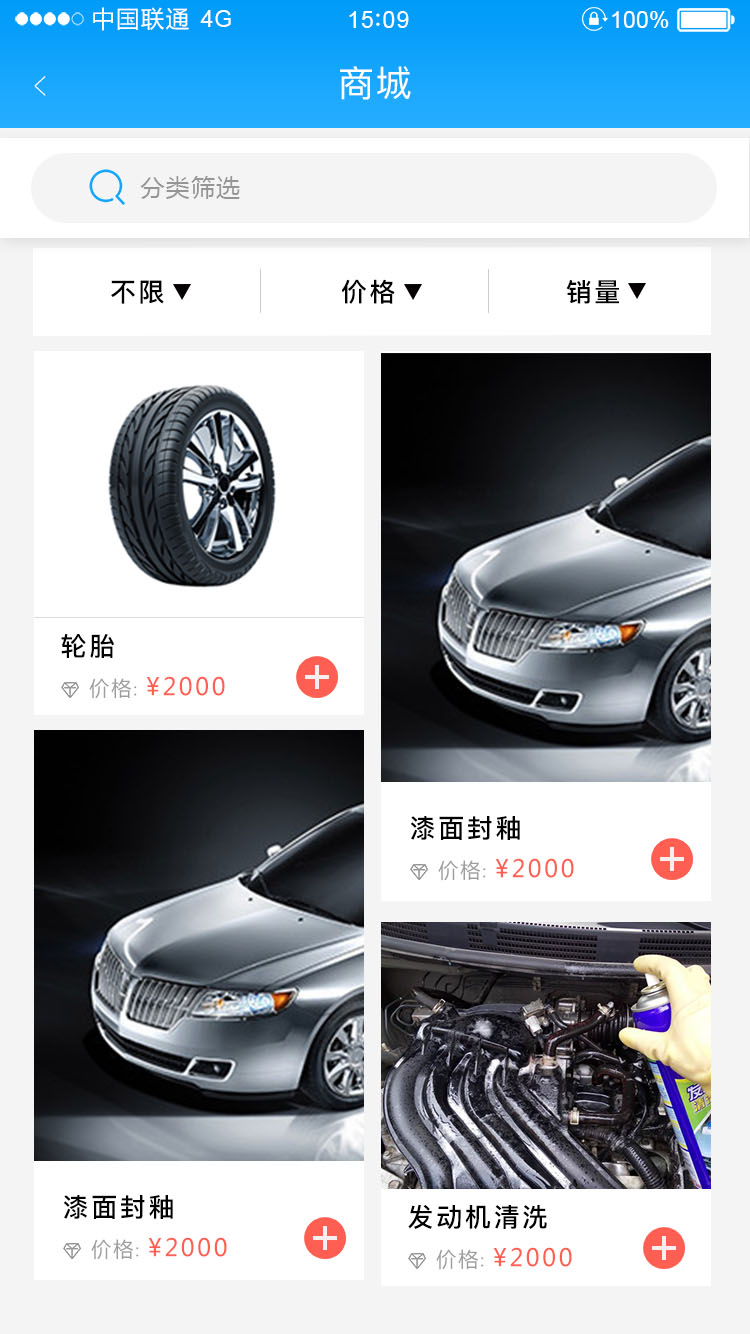 中国联通 4G
15:09
100%
商城
分类筛选
不限▼
价格▼
销量▼
轮胎
价格: ¥2000
漆面封釉
价格: ¥2000
漆面封釉
价格: ¥2000
发动机清洗
价格: ¥2000